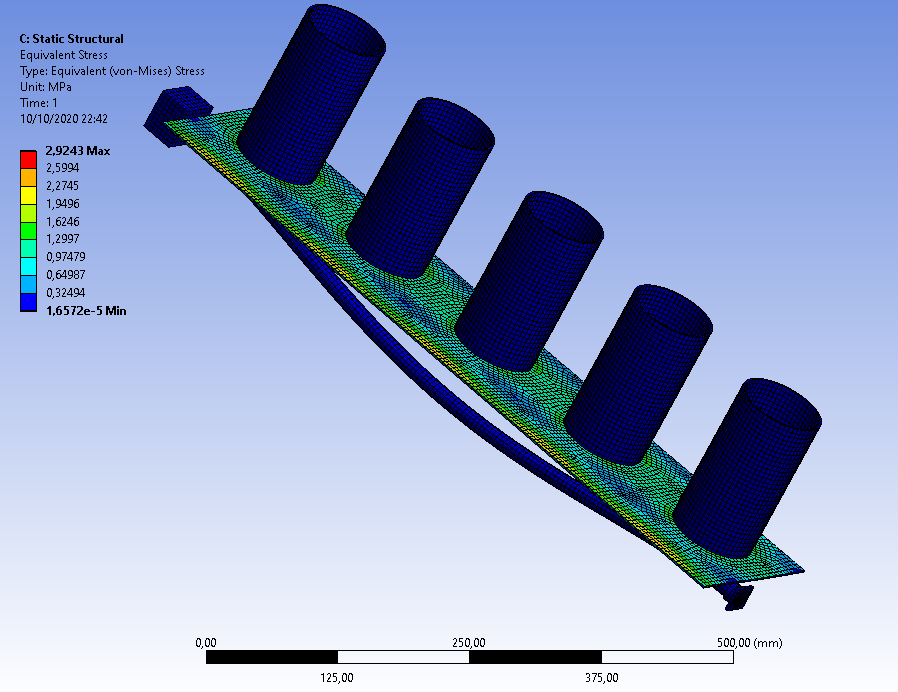 C: Static Structural
Equivalent Stress
Type: Equivalent (von-Mises) Stress
Unit: MPa
Time: 1
10/10/2020 22:42
2,9243 Max
2,5994
2,2745
1,9496
1,6246
1,2997
0,97479
0,64987
0,32494
1,6572e-5 Min
0,00 250,00 500,00 (mm)
125,00 375,00